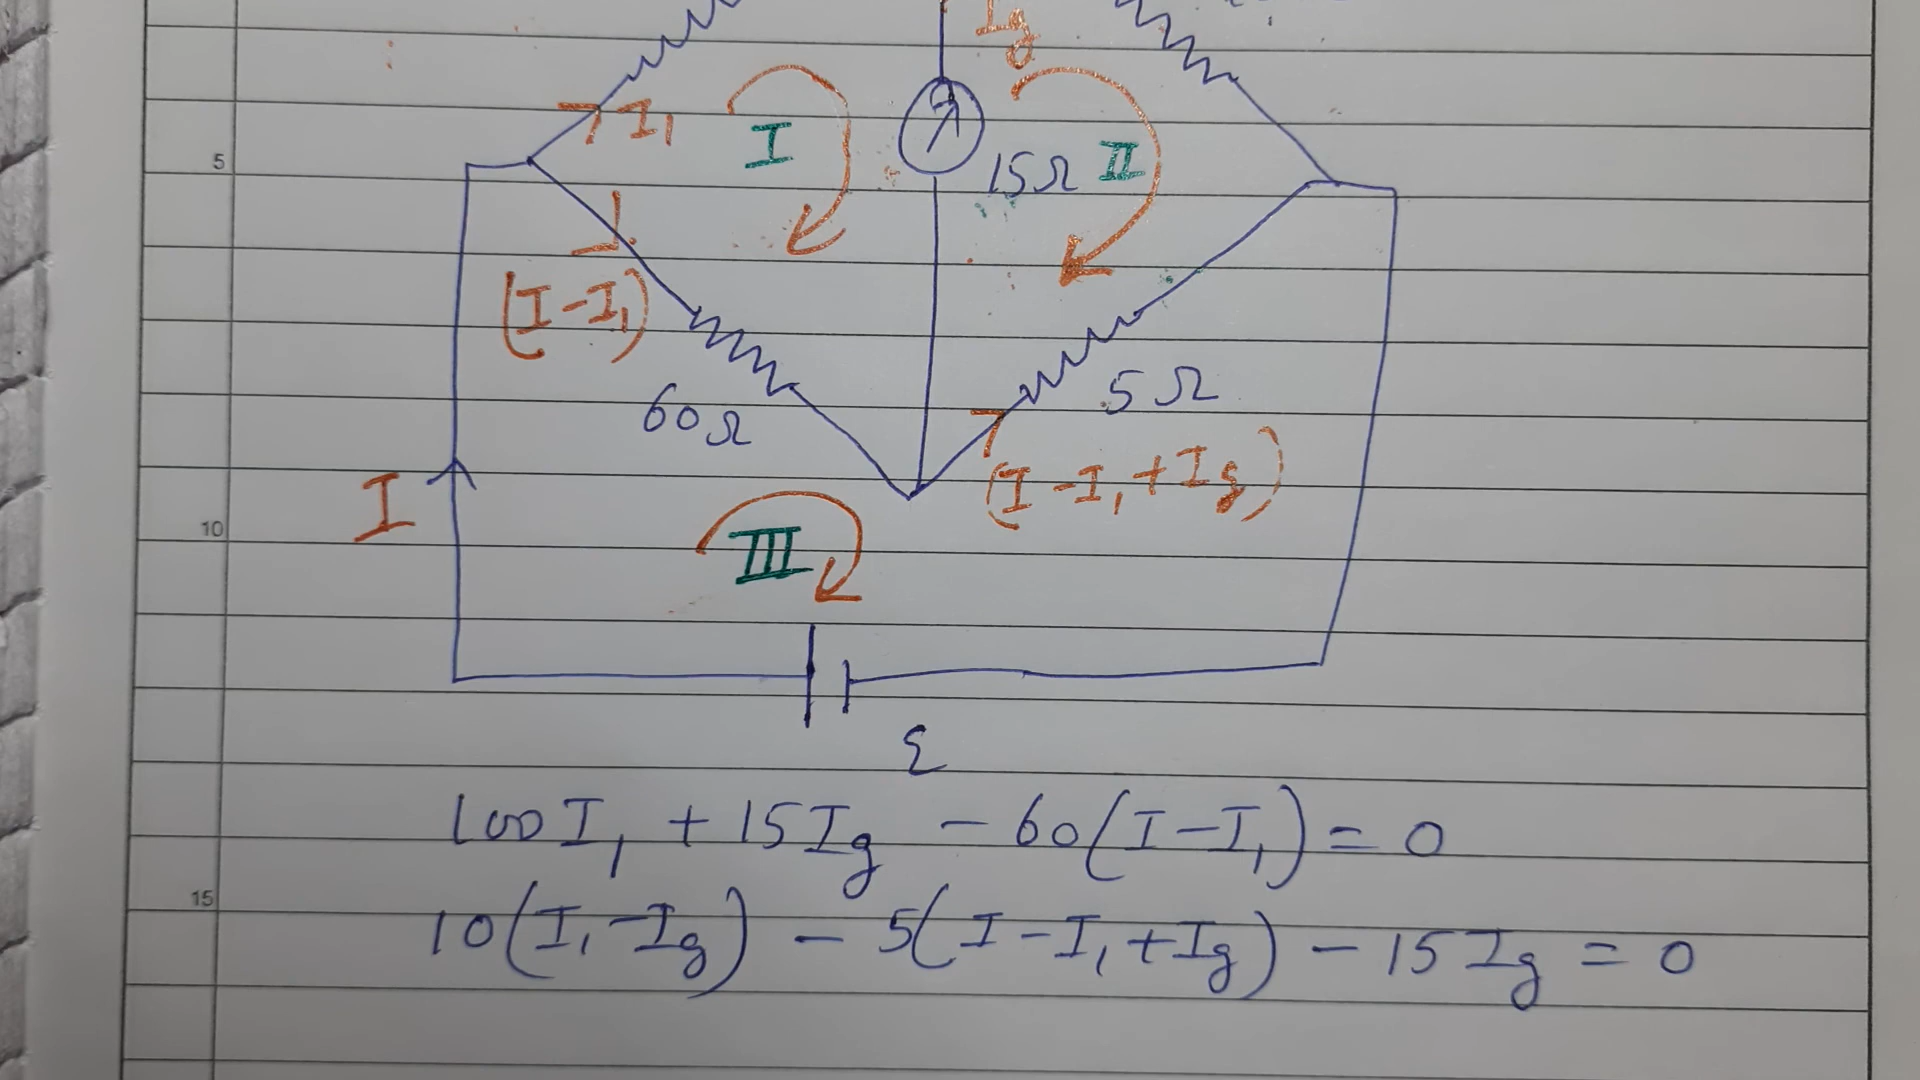 Ig
I₁
I
II
5
15Ω
(I-I₁)
60Ω
5Ω
(I-I₁+Ig)
I
10
III
ε
100I₁ + 15Ig - 60(I-I₁) = 0
15
10(I₁-Ig) - 5(I-I₁+Ig) - 15Ig = 0